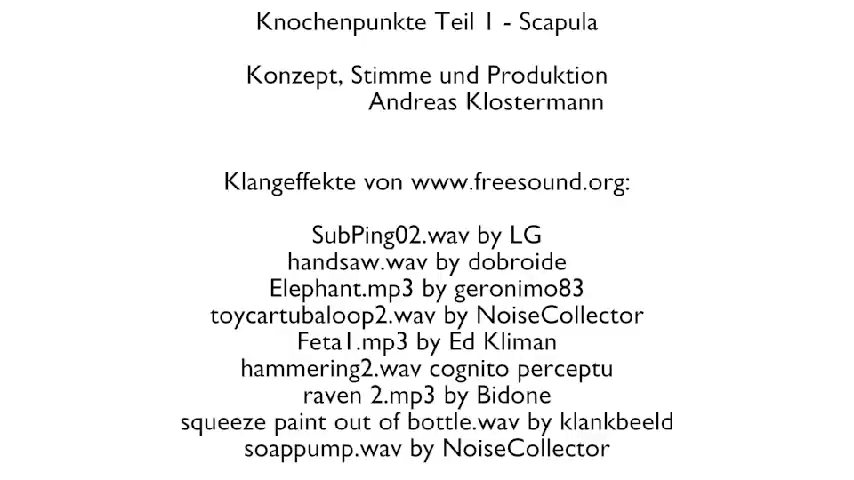 Knochenpunkte Teil 1 - Scapula
Konzept, Stimme und Produktion
Andreas Klostermann
Klangeffekte von www.freesound.org:
SubPing02.wav by LG
handsaw.wav by dobroide
Elephant.mp3 by geronimo83
toycartubaloop2.wav by NoiseCollector
Feta1.mp3 by Ed Kliman
hammering2.wav cognito perceptu
raven 2.mp3 by Bidone
squeeze paint out of bottle.wav by klankbeeld
soappump.wav by NoiseCollector